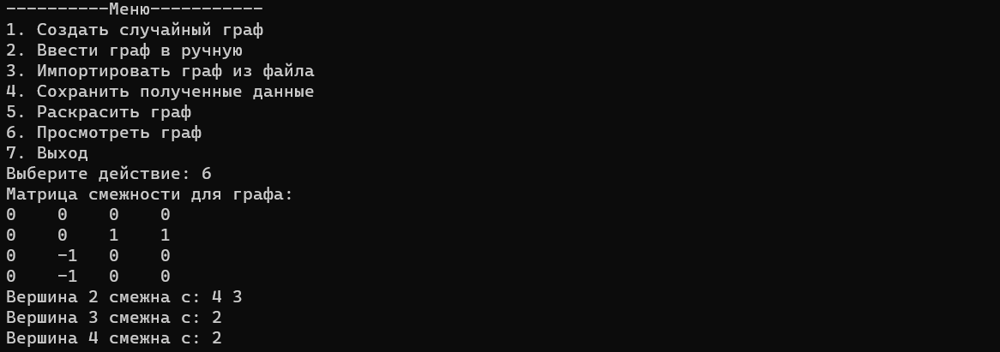 ----------Меню-----------
1. Создать случайный граф
2. Ввести граф в ручную
3. Импортировать граф из файла
4. Сохранить полученные данные
5. Раскрасить граф
6. Просмотреть граф
7. Выход
Выберите действие: 6
Матрица смежности для графа:
0    0    0    0
0    0    1    1
0    -1   0    0
0    -1   0    0
Вершина 2 смежна с: 4 3
Вершина 3 смежна с: 2
Вершина 4 смежна с: 2